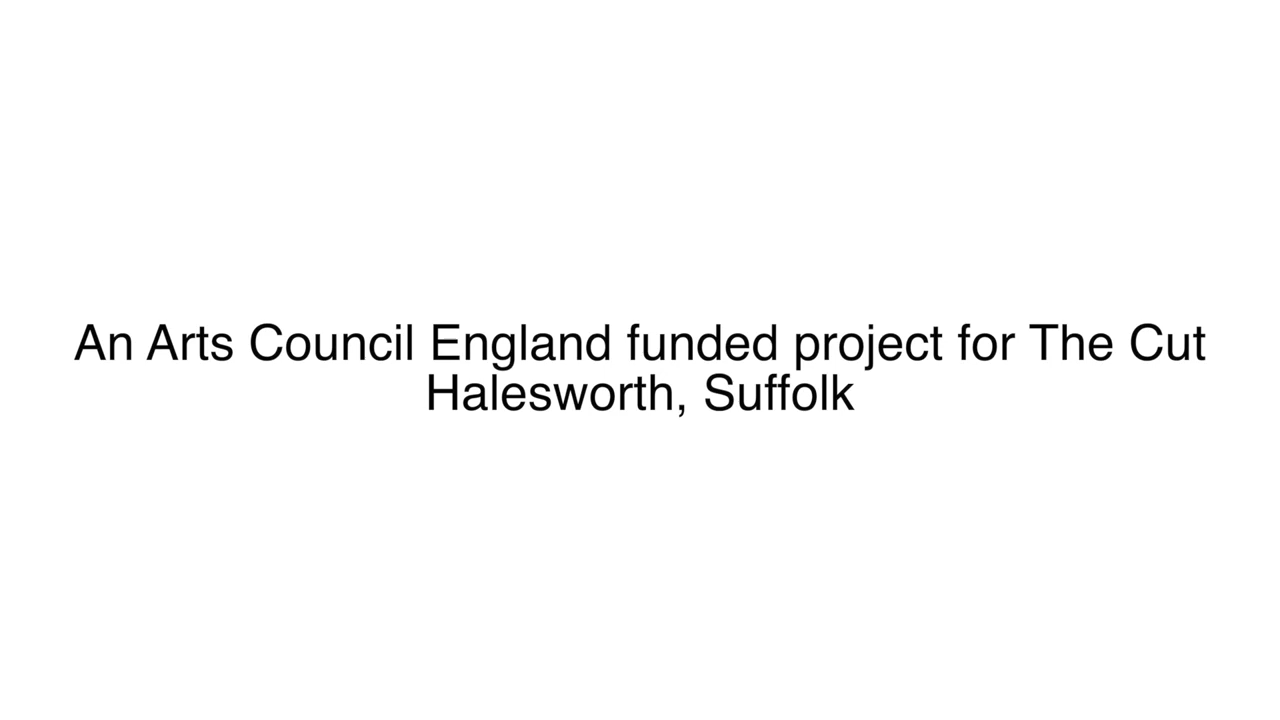 An Arts Council England funded project for The Cut
Halesworth, Suffolk